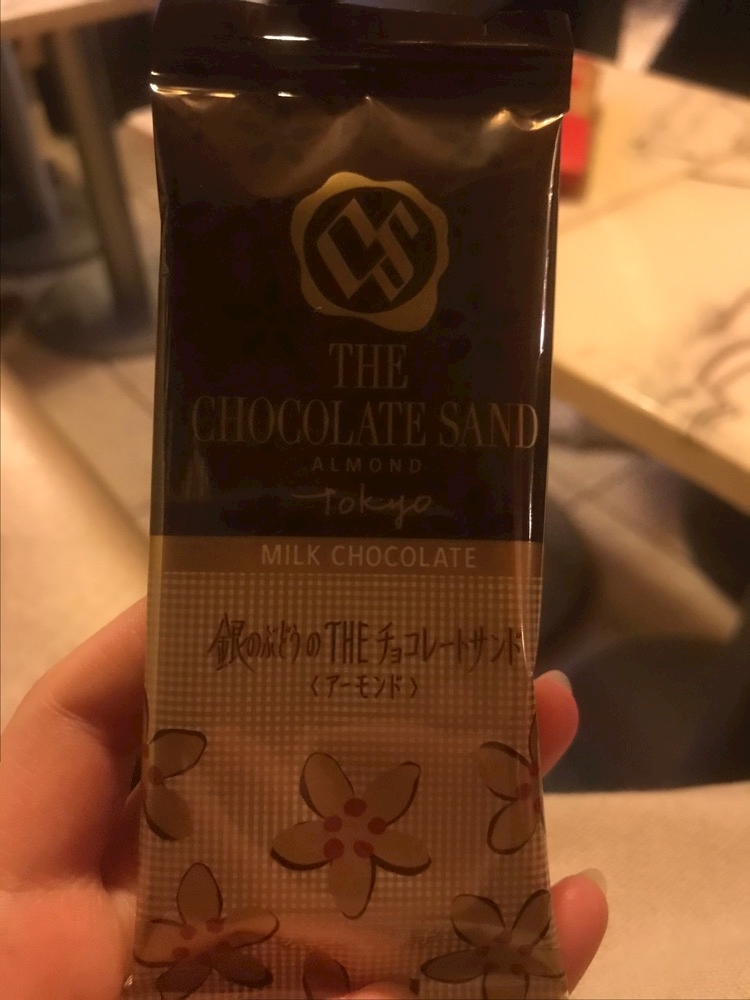 CS
THE
CHOCOLATE SAND
ALMOND
Tokyo
MILK CHOCOLATE
銀のぶどうのTHEチョコレートサンド
〈アーモンド〉